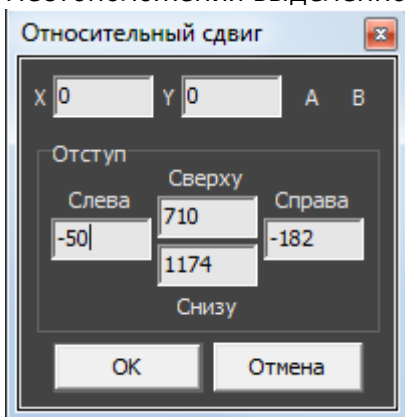 Относительный сдвиг
X 0 Y 0 A B
Отступ
Сверху
Слева Справа
710
-50 -182
1174
Снизу
OK Отмена